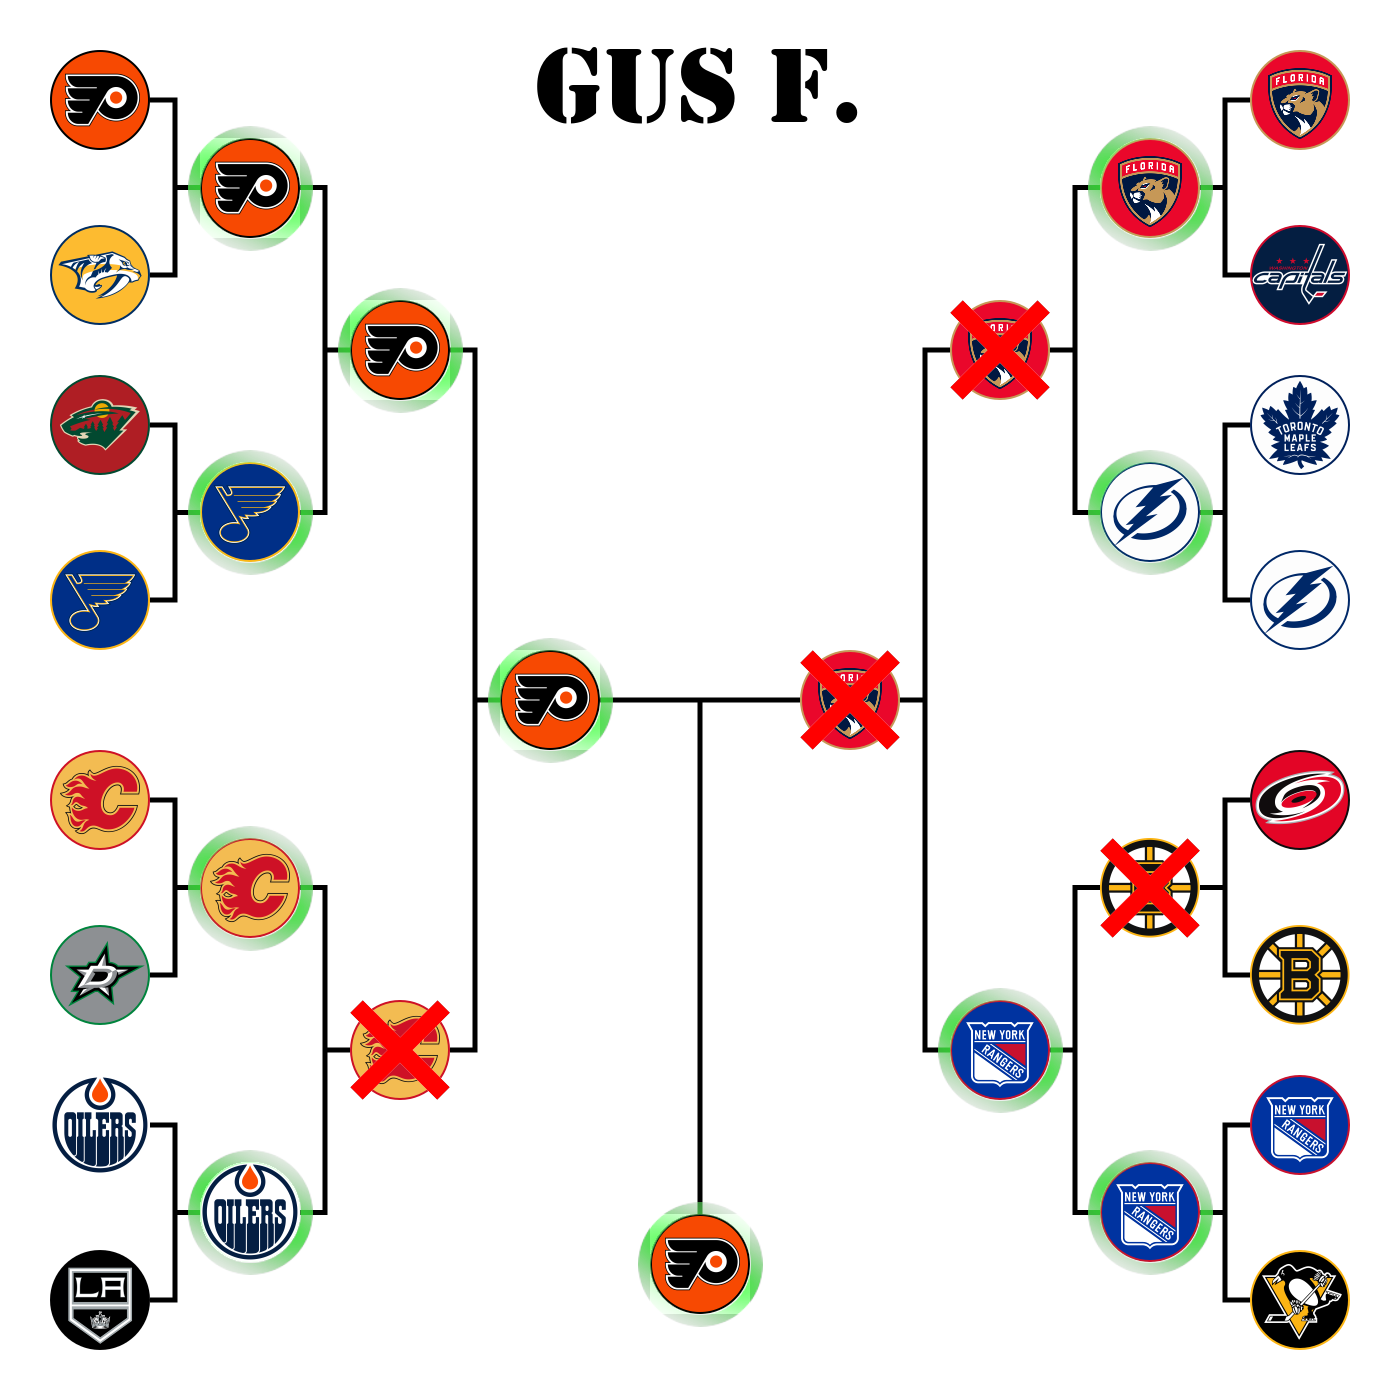 GUS F.
FLORIDA
FLORIDA
capitals
TORONTO
MAPLE
LEAFS
B
C
C
D
OILERS
OILERS
LA
NEW YORK
RANGERS
NEW YORK
RANGERS
NEW YORK
RANGERS